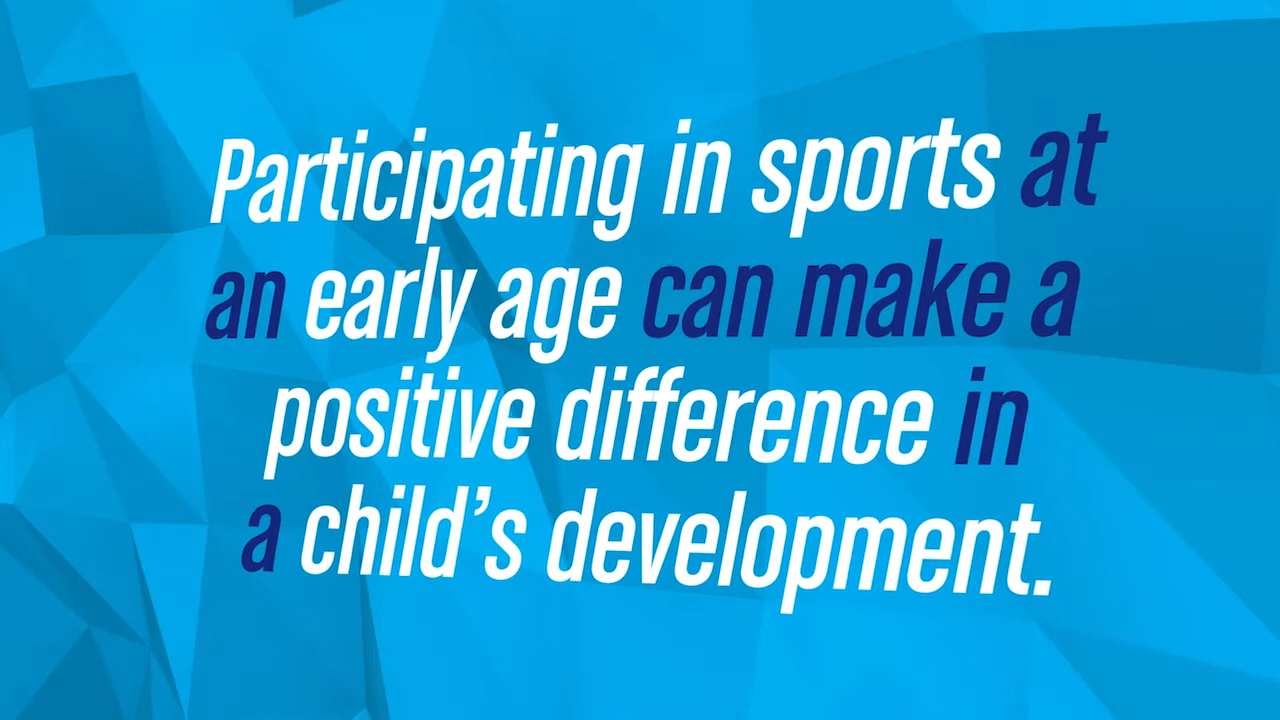 Participating in sports at
an early age can make a
positive difference in
a child’s development.